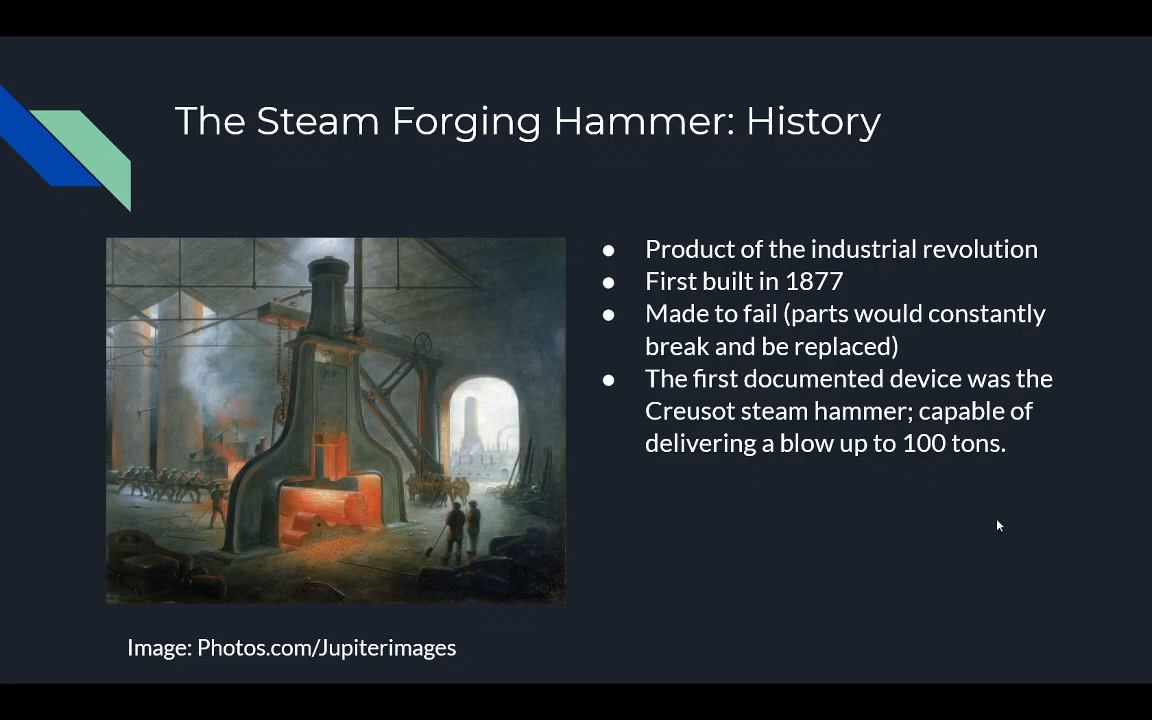 The Steam Forging Hammer: History
● Product of the industrial revolution
● First built in 1877
● Made to fail (parts would constantly
break and be replaced)
● The first documented device was the
Creusot steam hammer; capable of
delivering a blow up to 100 tons.
Image: Photos.com/Jupiterimages